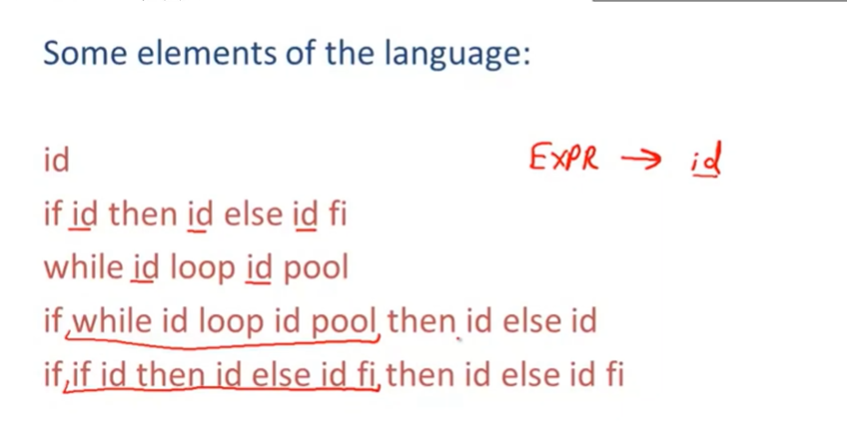 Some elements of the language:
id EXPR → id
if id then id else id fi
while id loop id pool
if while id loop id pool then id else id
if if id then id else id fi then id else id fi